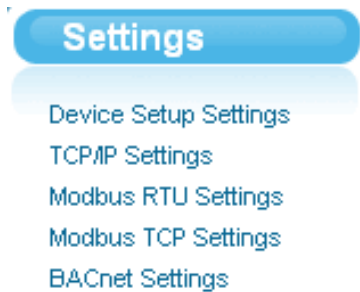 Settings
Device Setup Settings
TCP/IP Settings
Modbus RTU Settings
Modbus TCP Settings
BACnet Settings